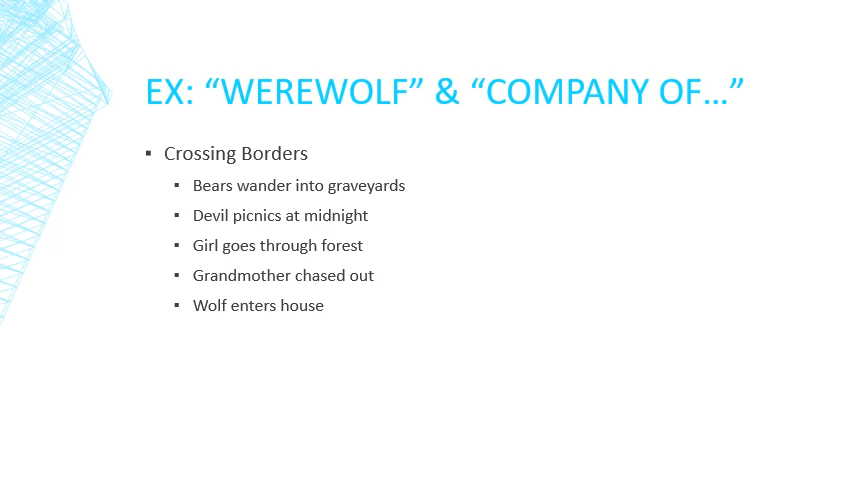 EX: “WEREWOLF” & “COMPANY OF…”
▪ Crossing Borders
▪ Bears wander into graveyards
▪ Devil picnics at midnight
▪ Girl goes through forest
▪ Grandmother chased out
▪ Wolf enters house